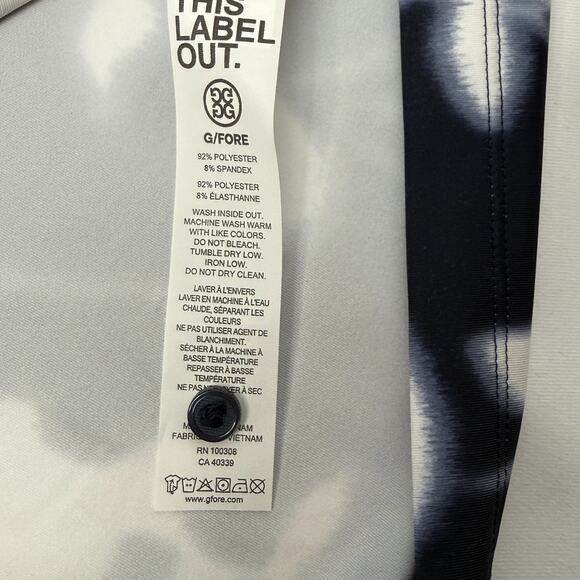 THIS
LABEL
OUT.
G/FORE
92% POLYESTER
8% SPANDEX
92% POLYESTER
8% ÉLASTHANNE
WASH INSIDE OUT.
MACHINE WASH WARM
WITH LIKE COLORS.
DO NOT BLEACH.
TUMBLE DRY LOW.
IRON LOW.
DO NOT DRY CLEAN.
LAVER À L'ENVERS
LAVER EN MACHINE À L'EAU
CHAUDE, SÉPARANT LES
COULEURS
NE PAS UTILISER AGENT DE
BLANCHIMENT.
SÉCHER À LA MACHINE À
BASSE TEMPÉRATURE
REPASSER À BASSE
TEMPÉRATURE
NE PAS À SEC
VIETNAM
RN 100308
CA 40339
www.gfore.com